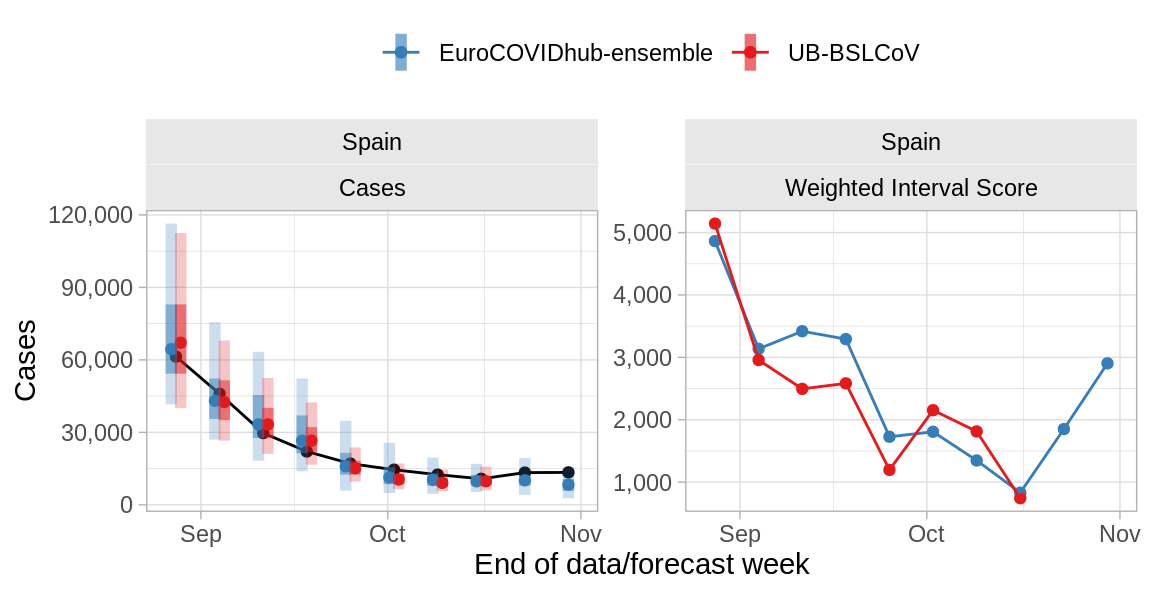 EuroCOVIDhub-ensemble UB-BSLCoV
Spain
Cases
Cases
120,000
90,000
60,000
30,000
0
Sep Oct Nov
Spain
Weighted Interval Score
5,000
4,000
3,000
2,000
1,000
Sep Oct Nov
End of data/forecast week